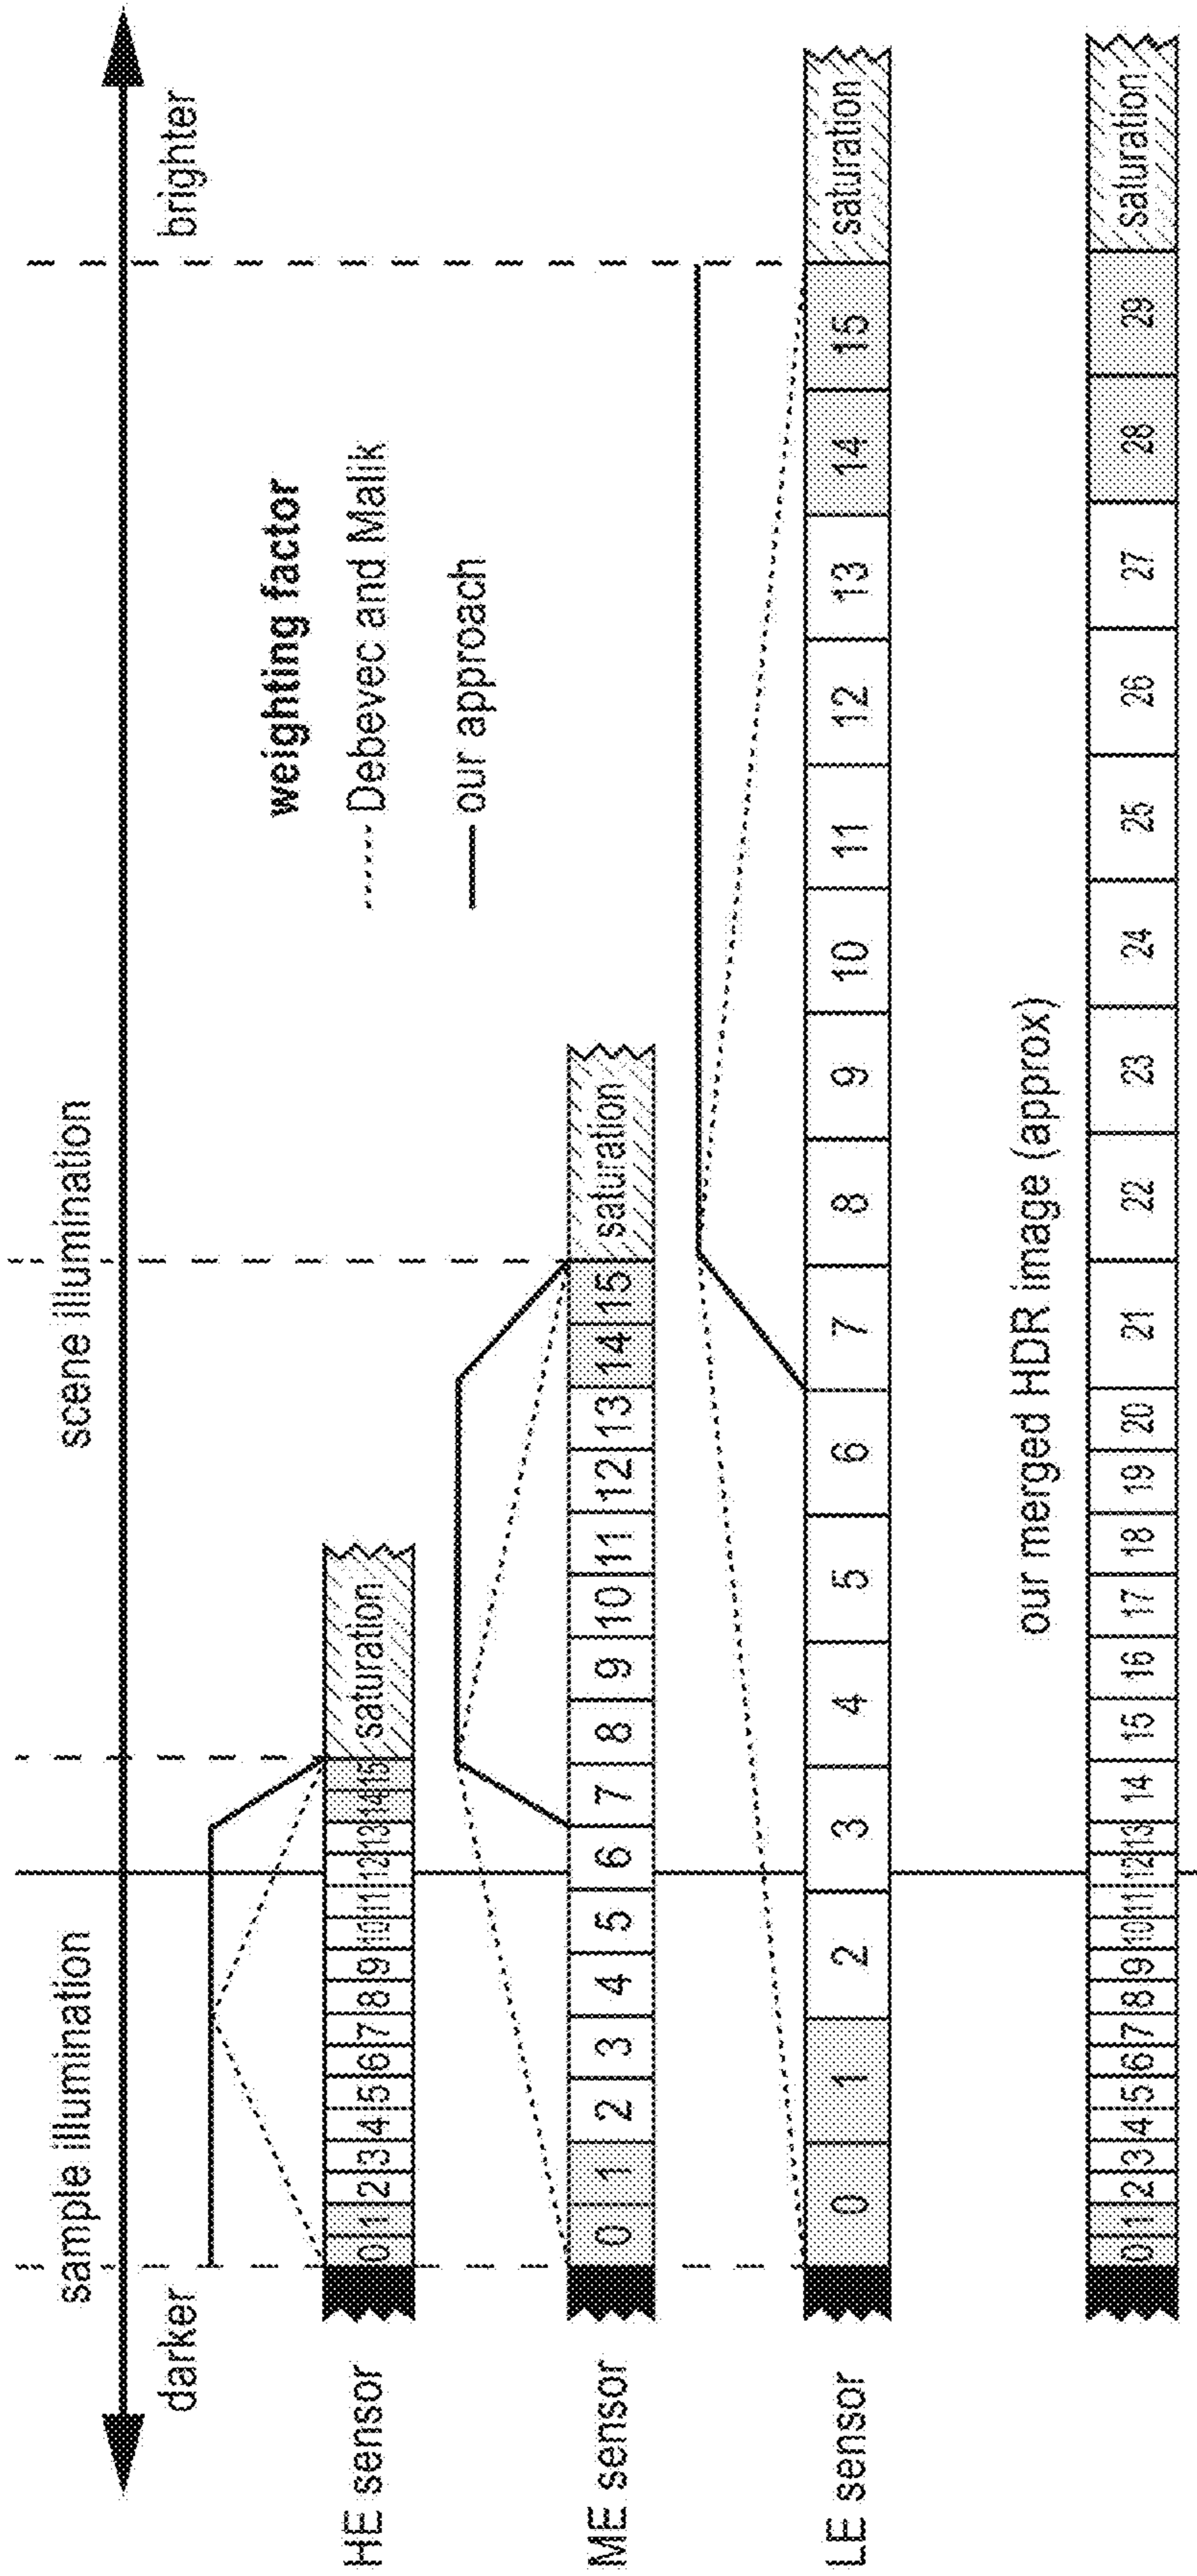 sample illumination scene illumination
darker brighter
weighting factor
Debevec and Malik
our approach
HE sensor 0 1 2 3 4 5 6 7 8 9 10 11 12 13 14 15 saturation
ME sensor 0 1 2 3 4 5 6 7 8 9 10 11 12 13 14 15 saturation
LE sensor 0 1 2 3 4 5 6 7 8 9 10 11 12 13 14 15 saturation
our merged HDR image (approx)
0 1 2 3 4 5 6 7 8 9 10 11 12 13 14 15 16 17 18 19 20 21 22 23 24 25 26 27 28 29 saturation